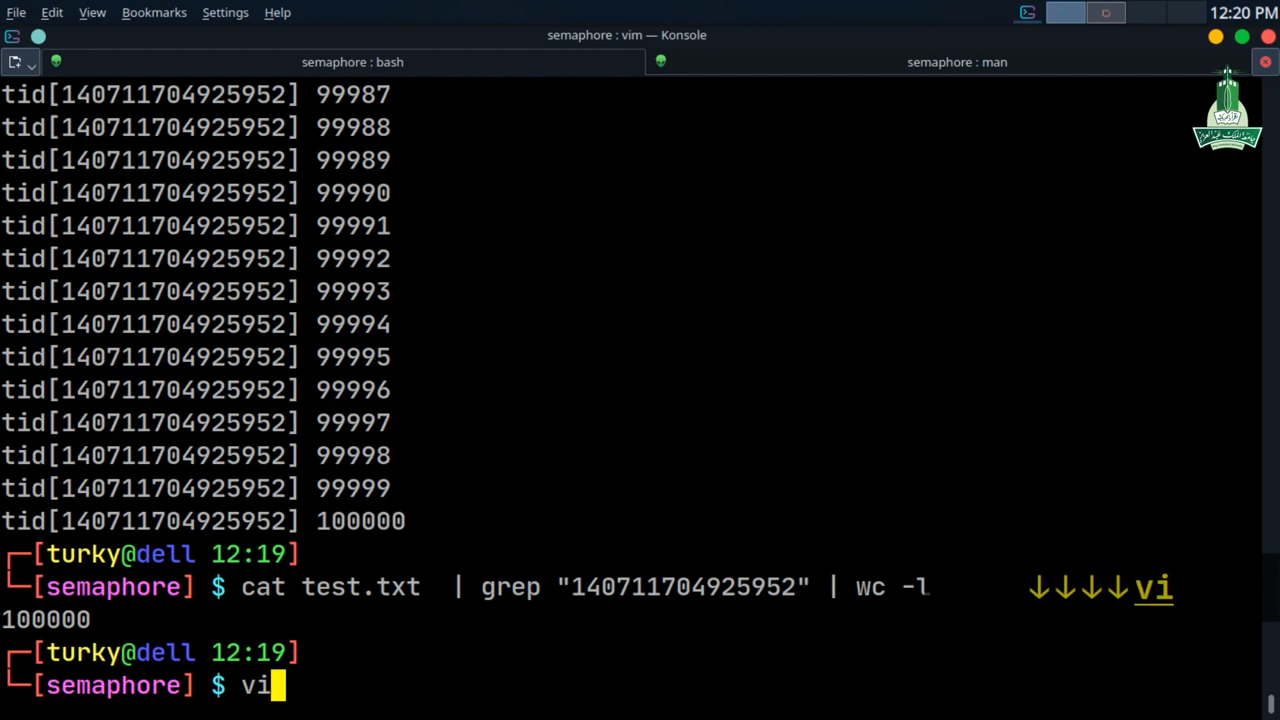 File Edit View Bookmarks Settings Help
12:20 PM
semaphore : vim — Konsole
semaphore : bash
semaphore : man
tid[140711704925952] 99987
tid[140711704925952] 99988
tid[140711704925952] 99989
tid[140711704925952] 99990
tid[140711704925952] 99991
tid[140711704925952] 99992
tid[140711704925952] 99993
tid[140711704925952] 99994
tid[140711704925952] 99995
tid[140711704925952] 99996
tid[140711704925952] 99997
tid[140711704925952] 99998
tid[140711704925952] 99999
tid[140711704925952] 100000
┌─[turky@dell 12:19]
└─[semaphore] $ cat test.txt  | grep "140711704925952" | wc -l
↓↓↓↓vi
100000
┌─[turky@dell 12:19]
└─[semaphore] $ vi
جامعة الملك عبدالعزيز